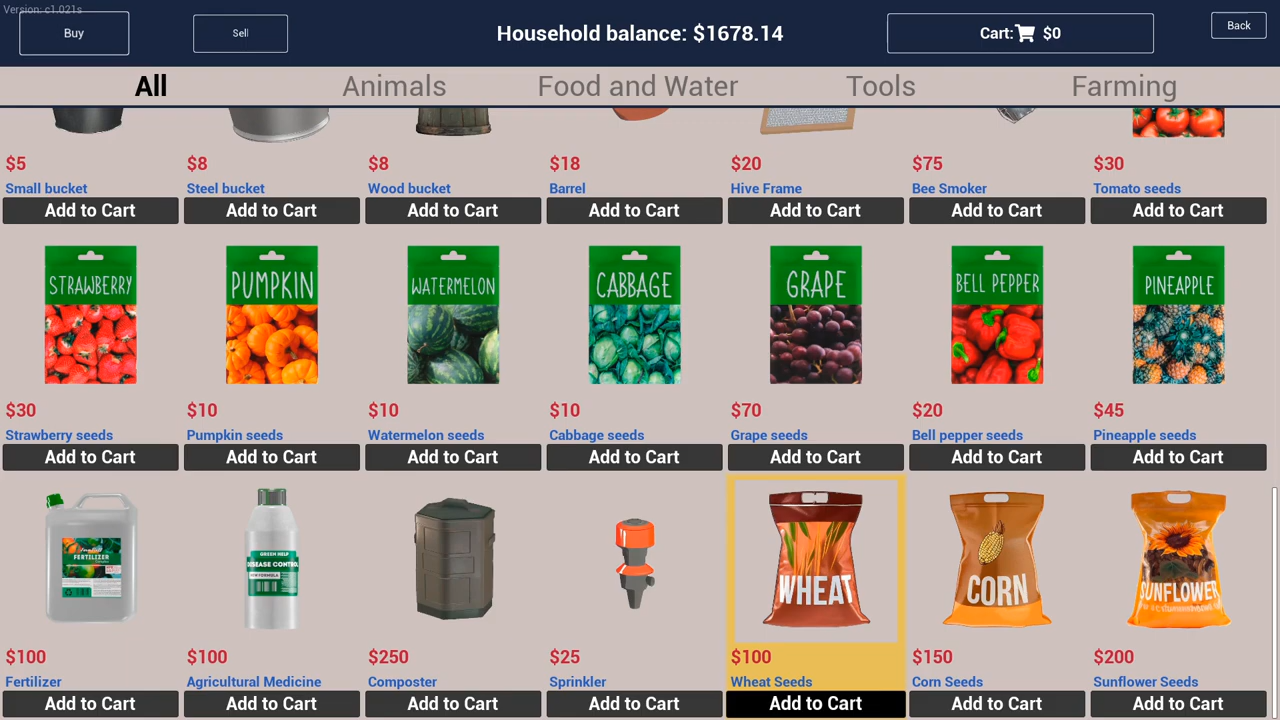 Version: c1.021s
Buy
Sell
Household balance: $1678.14
Cart: $0
Back
All
Animals
Food and Water
Tools
Farming
$5
$8
$8
$18
$20
$75
$30
Small bucket
Steel bucket
Wood bucket
Barrel
Hive Frame
Bee Smoker
Tomato seeds
Add to Cart
Add to Cart
Add to Cart
Add to Cart
Add to Cart
Add to Cart
Add to Cart
STRAWBERRY
PUMPKIN
WATERMELON
CABBAGE
GRAPE
BELL PEPPER
PINEAPPLE
$30
$10
$10
$10
$70
$20
$45
Strawberry seeds
Pumpkin seeds
Watermelon seeds
Cabbage seeds
Grape seeds
Bell pepper seeds
Pineapple seeds
Add to Cart
Add to Cart
Add to Cart
Add to Cart
Add to Cart
Add to Cart
Add to Cart
FERTILIZER
GREEN HELP
DISEASE CONTROL
NEW FORMULA
WHEAT
CORN
SUNFLOWER
$100
$100
$250
$25
$100
$150
$200
Fertilizer
Agricultural Medicine
Composter
Sprinkler
Wheat Seeds
Corn Seeds
Sunflower Seeds
Add to Cart
Add to Cart
Add to Cart
Add to Cart
Add to Cart
Add to Cart
Add to Cart